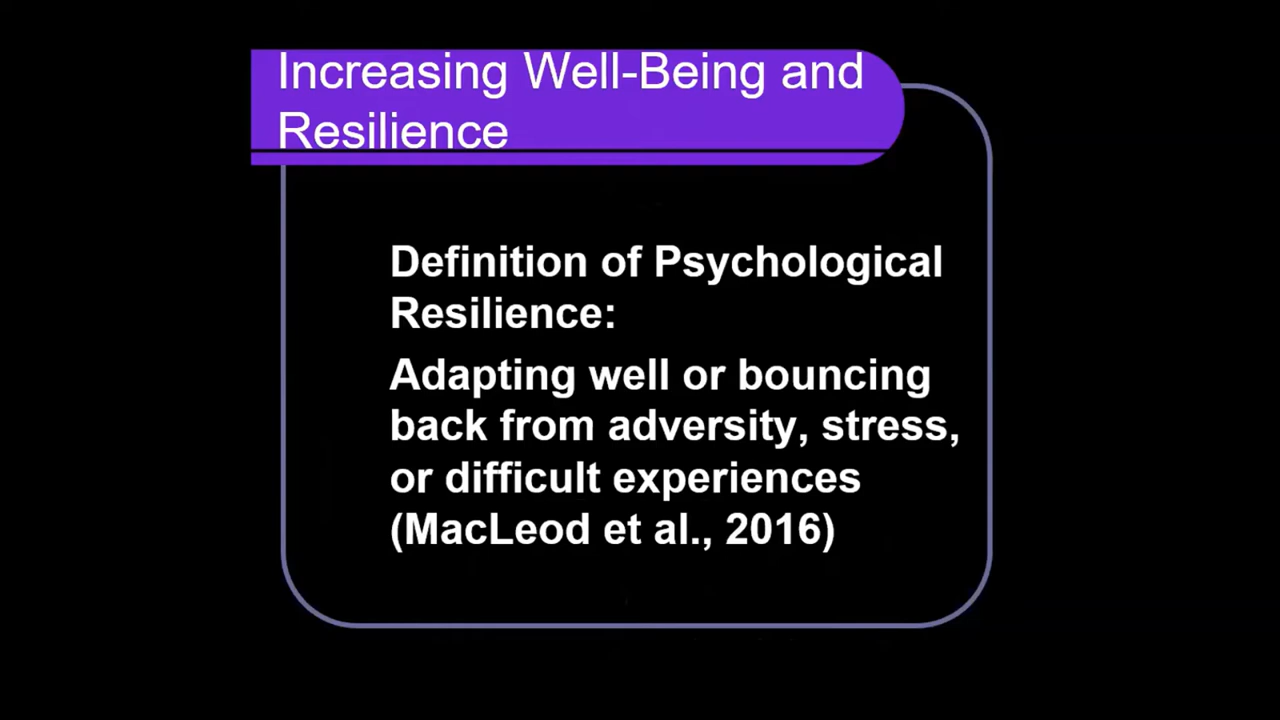 Increasing Well-Being and
Resilience
Definition of Psychological
Resilience:
Adapting well or bouncing
back from adversity, stress,
or difficult experiences
(MacLeod et al., 2016)